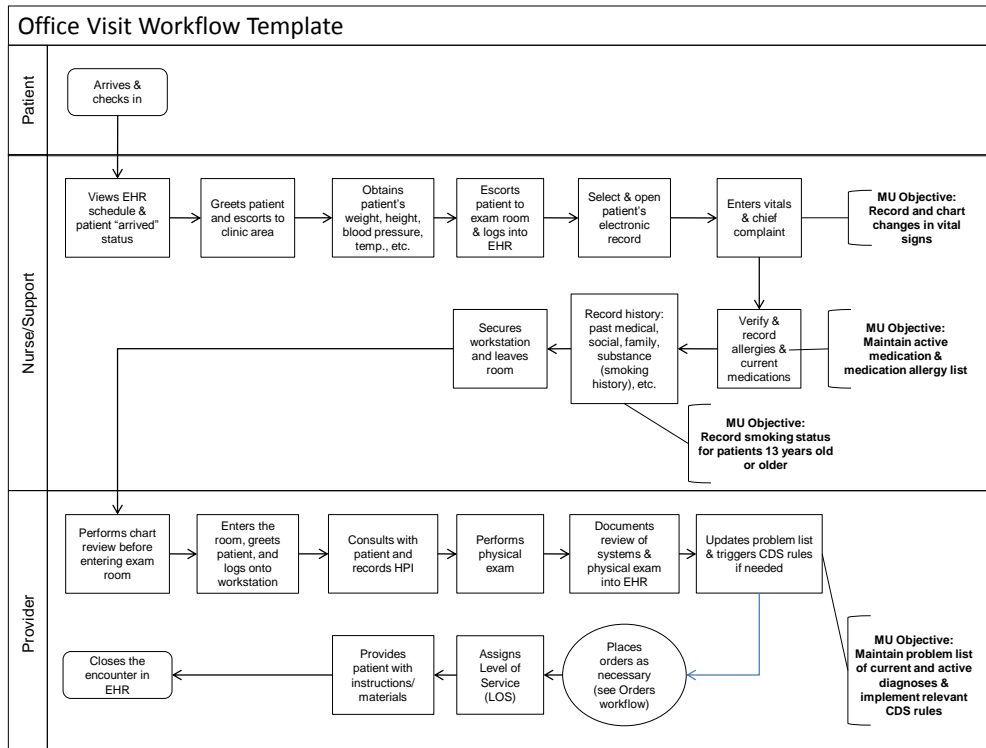 Office Visit Workflow Template
Patient
Arrives &
checks in
Nurse/Support
Views EHR
schedule &
patient “arrived”
status
Greets patient
and escorts to
clinic area
Obtains
patient’s
weight, height,
blood pressure,
temp., etc.
Escorts
patient to
exam room
& logs into
EHR
Select & open
patient’s
electronic
record
Enters vitals
& chief
complaint
MU Objective:
Record and chart
changes in vital
signs
Verify &
record
allergies &
current
medications
MU Objective:
Maintain active
medication &
medication allergy
list
Record history:
past medical,
social, family,
substance
(smoking
history), etc.
MU Objective:
Record smoking status
for patients 13 years old
or older
Secures
workstation
and leaves
room
Provider
Performs chart
review before
entering exam
room
Enters the
room, greets
patient, and
logs onto
workstation
Consults with
patient and
records HPI
Performs
physical
exam
Documents
review of
systems &
physical exam
into EHR
Updates problem list
& triggers CDS rules
if needed
MU Objective:
Maintain problem list
of current and active
diagnoses &
implement relevant
CDS rules
Places
orders as
necessary
(see Orders
workflow)
Assigns
Level of
Service
(LOS)
Provides
patient with
instructions/
materials
Closes the
encounter in
EHR